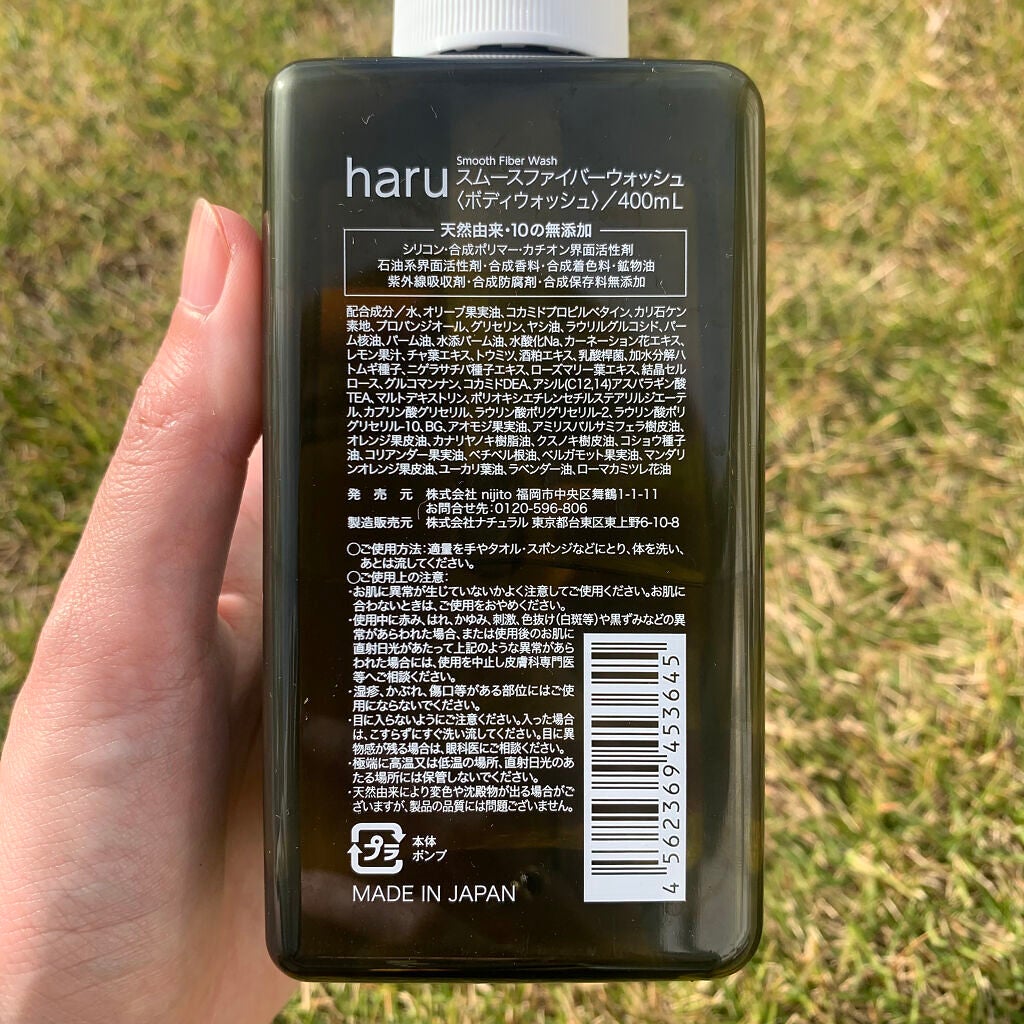 haru
Smooth Fiber Wash
スムースファイバーウォッシュ
〈ボディウォッシュ〉／400mL
天然由来・10の無添加
シリコン・合成ポリマー・カチオン界面活性剤
石油系界面活性剤・合成香料・合成着色料・鉱物油
紫外線吸収剤・合成防腐剤・合成保存料無添加
配合成分／水、オリーブ果実油、コカミドプロピルベタイン、カリ石ケン
素地、プロパンジオール、グリセリン、ヤシ油、ラウリルグルコシド、パー
ム核油、パーム油、水添パーム油、水酸化Na、カーネーション花エキス、
レモン果汁、チャ葉エキス、トウミツ、酒粕エキス、乳酸桿菌、加水分解ハ
トムギ種子、ニゲラサチバ種子エキス、ローズマリー葉エキス、結晶セル
ロース、グルコマンナン、コカミドDEA、アシル(C12,14)アスパラギン酸
TEA、マルトデキストリン、ポリオキシエチレンセチルステアリルジエーテ
ル、カプリン酸グリセリル、ラウリン酸ポリグリセリル-2、ラウリン酸ポリ
グリセリル-10、BG、アオモジ果実油、アミリスバルサミフェラ樹皮油、
オレンジ果皮油、カナリヤノキ樹脂油、クスノキ樹皮油、コショウ種子
油、コリアンダー果実油、ベチベル根油、ベルガモット果実油、マンダリ
ンオレンジ果皮油、ユーカリ葉油、ラベンダー油、ローマカミツレ花油
発売元 株式会社 nijito 福岡市中央区舞鶴1-1-11
お問合せ先：0120-596-806
製造販売元 株式会社ナチュラル 東京都台東区東上野6-10-8
○ご使用方法：適量を手やタオル・スポンジなどにとり、体を洗い、
あとは流してください。
○ご使用上の注意：
・お肌に異常が生じていないかよく注意してご使用ください。お肌に
合わないときは、ご使用をおやめください。
・使用中に赤み、はれ、かゆみ、刺激、色抜け(白斑等)や黒ずみなどの異
常があらわれた場合、または使用後のお肌に
直射日光があたって上記のような異常があら
われた場合には、使用を中止し皮膚科専門医
等へご相談ください。
・湿疹、かぶれ、傷口等がある部位にはご使
用にならないでください。
・目に入らないようにご注意ください。入った場合
は、こすらずにすぐ洗い流してください。目に異
物感が残る場合は、眼科医にご相談ください。
・極端に高温又は低温の場所、直射日光のあ
たる場所には保管しないでください。
・天然由来により変色や沈殿物が出る場合がご
ざいますが、製品の品質には問題ございません。
プラ
本体
ポンプ
MADE IN JAPAN
4 562369 453645